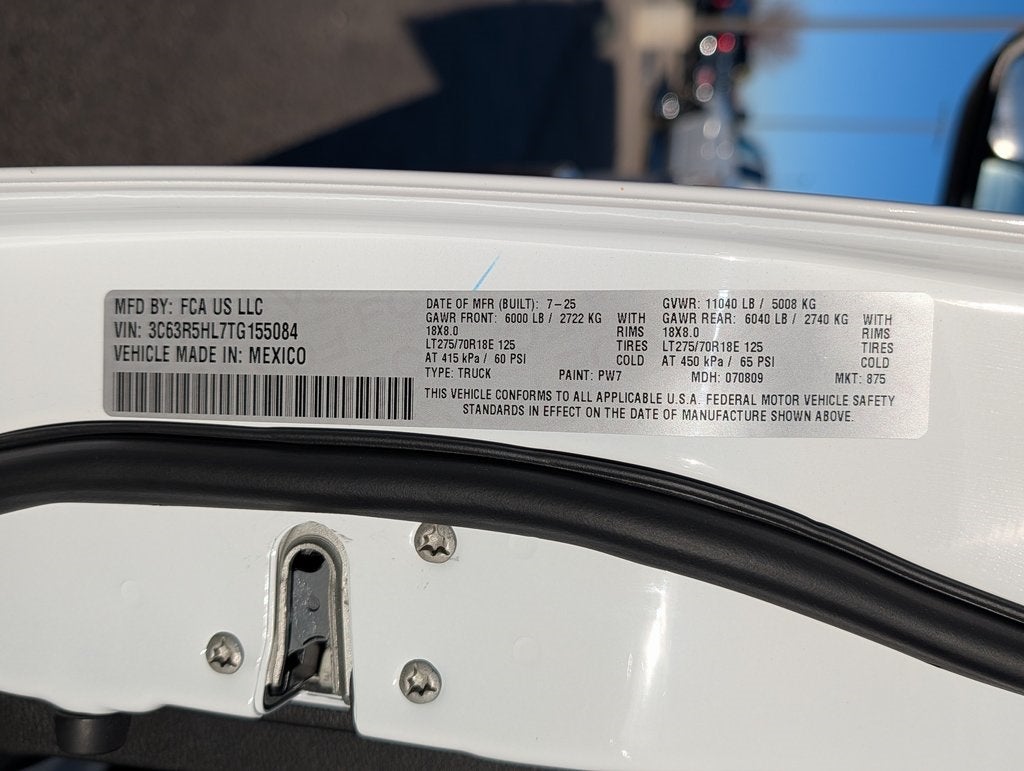 MFD BY: FCA US LLC
VIN: 3C63R5HL7TG155084
VEHICLE MADE IN: MEXICO
DATE OF MFR (BUILT): 7-25
GAWR FRONT: 6000 LB / 2722 KG WITH
18X8.0 RIMS
LT275/70R18E 125 TIRES
AT 415 kPa / 60 PSI COLD
TYPE: TRUCK PAINT: PW7
GVWR: 11040 LB / 5008 KG
GAWR REAR: 6040 LB / 2740 KG WITH
18X8.0 RIMS
LT275/70R18E 125 TIRES
AT 450 kPa / 65 PSI COLD
MDH: 070809 MKT: 875
THIS VEHICLE CONFORMS TO ALL APPLICABLE U.S.A. FEDERAL MOTOR VEHICLE SAFETY
STANDARDS IN EFFECT ON THE DATE OF MANUFACTURE SHOWN ABOVE.